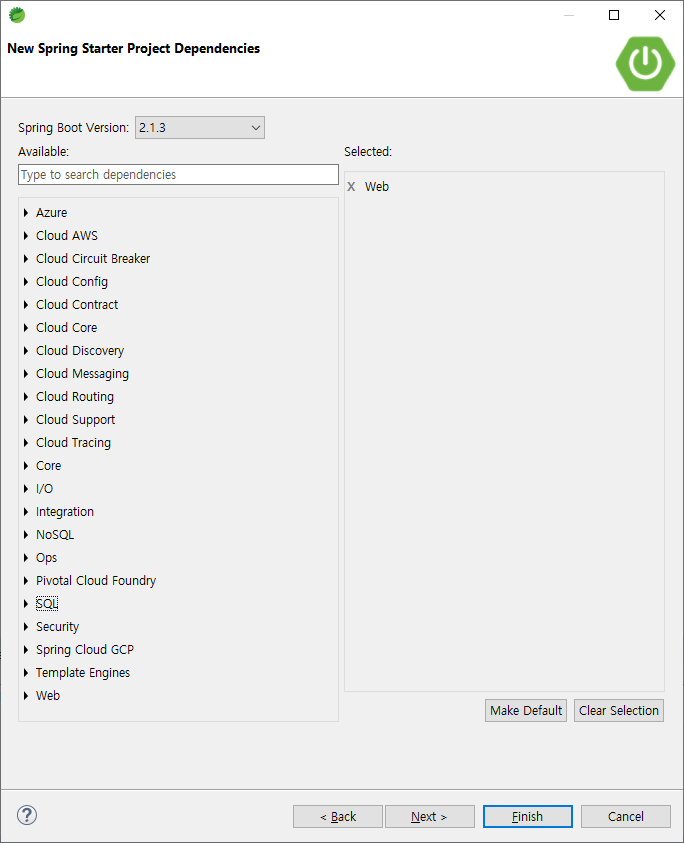 New Spring Starter Project Dependencies
Spring Boot Version: 2.1.3
Available:
Type to search dependencies
Azure
Cloud AWS
Cloud Circuit Breaker
Cloud Config
Cloud Contract
Cloud Core
Cloud Discovery
Cloud Messaging
Cloud Routing
Cloud Support
Cloud Tracing
Core
I/O
Integration
NoSQL
Ops
Pivotal Cloud Foundry
SQL
Security
Spring Cloud GCP
Template Engines
Web
Selected:
X Web
Make Default Clear Selection
? < Back Next > Finish Cancel